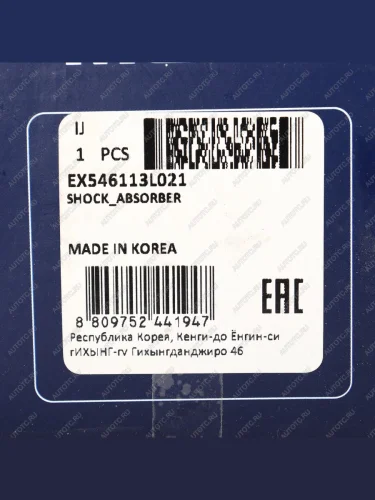 IJ
1 PCS
EX546113L021
SHOCK_ABSORBER
MADE IN KOREA
EAC
8 809752 441947
Республика Корея, Кенги-до Ёнгин-си
гИХЫНГ-гv Гихынгданджиро 46